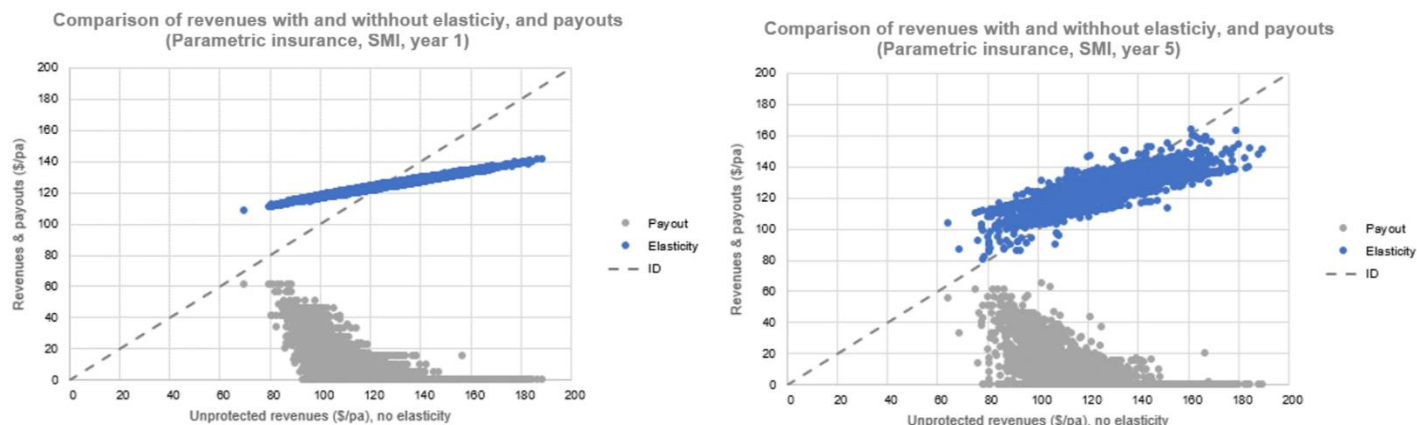 Comparison of revenues with and withhout elasticiy, and payouts
(Parametric insurance, SMI, year 1)
200
180
160
140
120
100
80
60
40
20
0
Revenues & payouts ($/pa)
0 20 40 60 80 100 120 140 160 180 200
Unprotected revenues ($/pa), no elasticity
Payout
Elasticity
ID
Comparison of revenues with and withhout elasticiy, and payouts
(Parametric insurance, SMI, year 5)
200
180
160
140
120
100
80
60
40
20
0
Revenues & payouts ($/pa)
0 20 40 60 80 100 120 140 160 180 200
Unprotected revenues ($/pa), no elasticity
Payout
Elasticity
ID